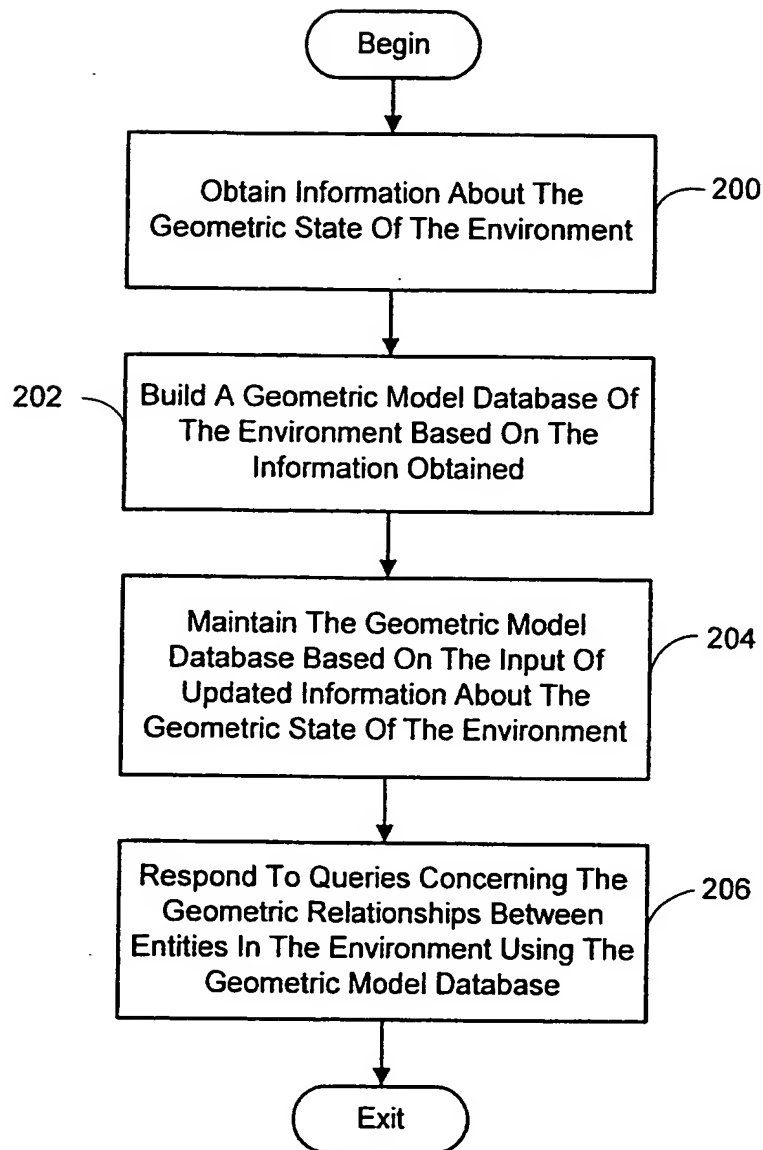 Begin
Obtain Information About The
Geometric State Of The Environment
200
202
Build A Geometric Model Database Of
The Environment Based On The
Information Obtained
Maintain The Geometric Model
Database Based On The Input Of
Updated Information About The
Geometric State Of The Environment
204
Respond To Queries Concerning The
Geometric Relationships Between
Entities In The Environment Using The
Geometric Model Database
206
Exit